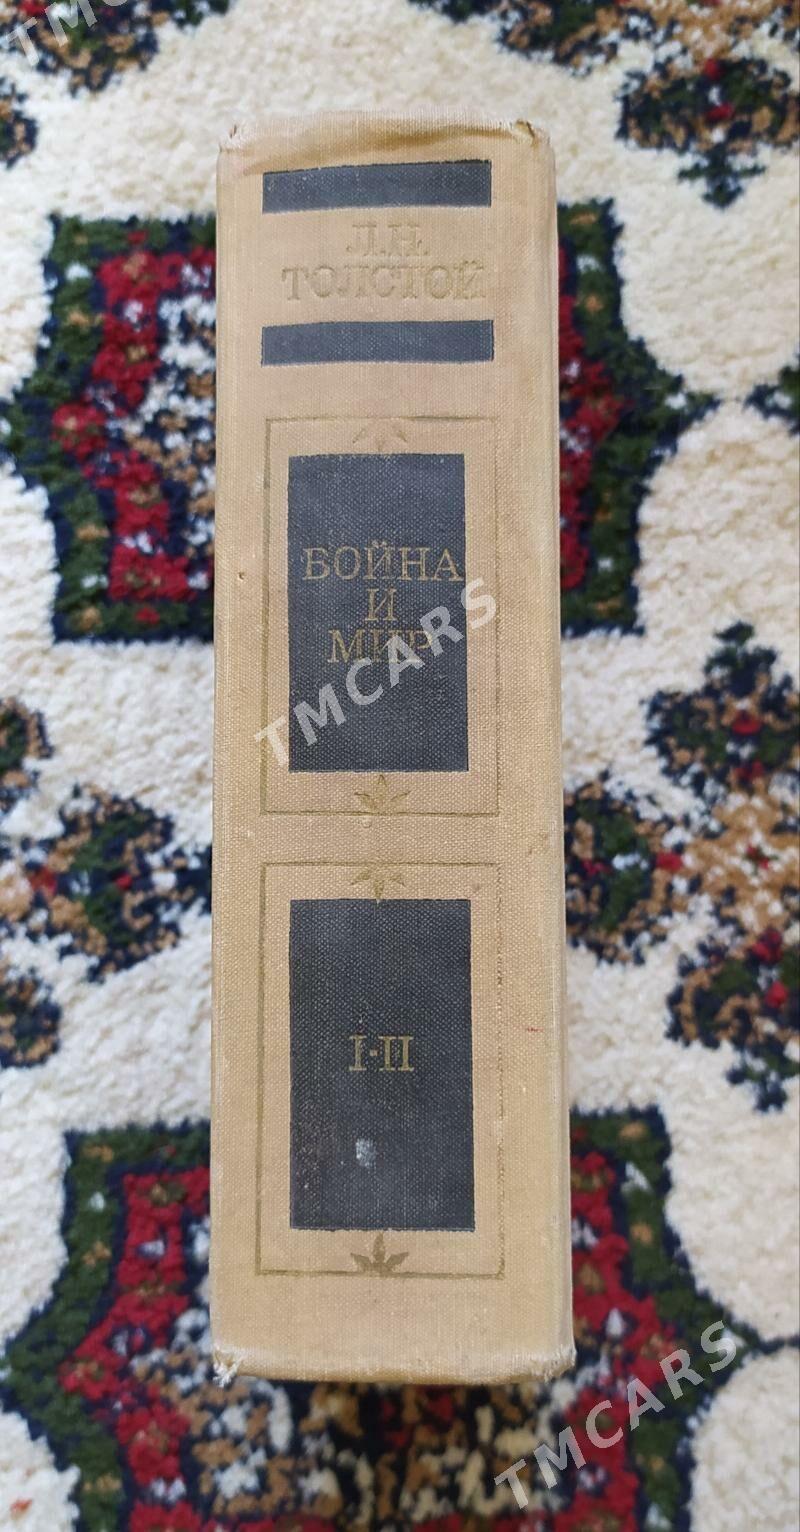 Л.Н.
ТОЛСТОЙ
ВОЙНА
И
МИР
I-II
TMCARS
TMCARS
TMCARS